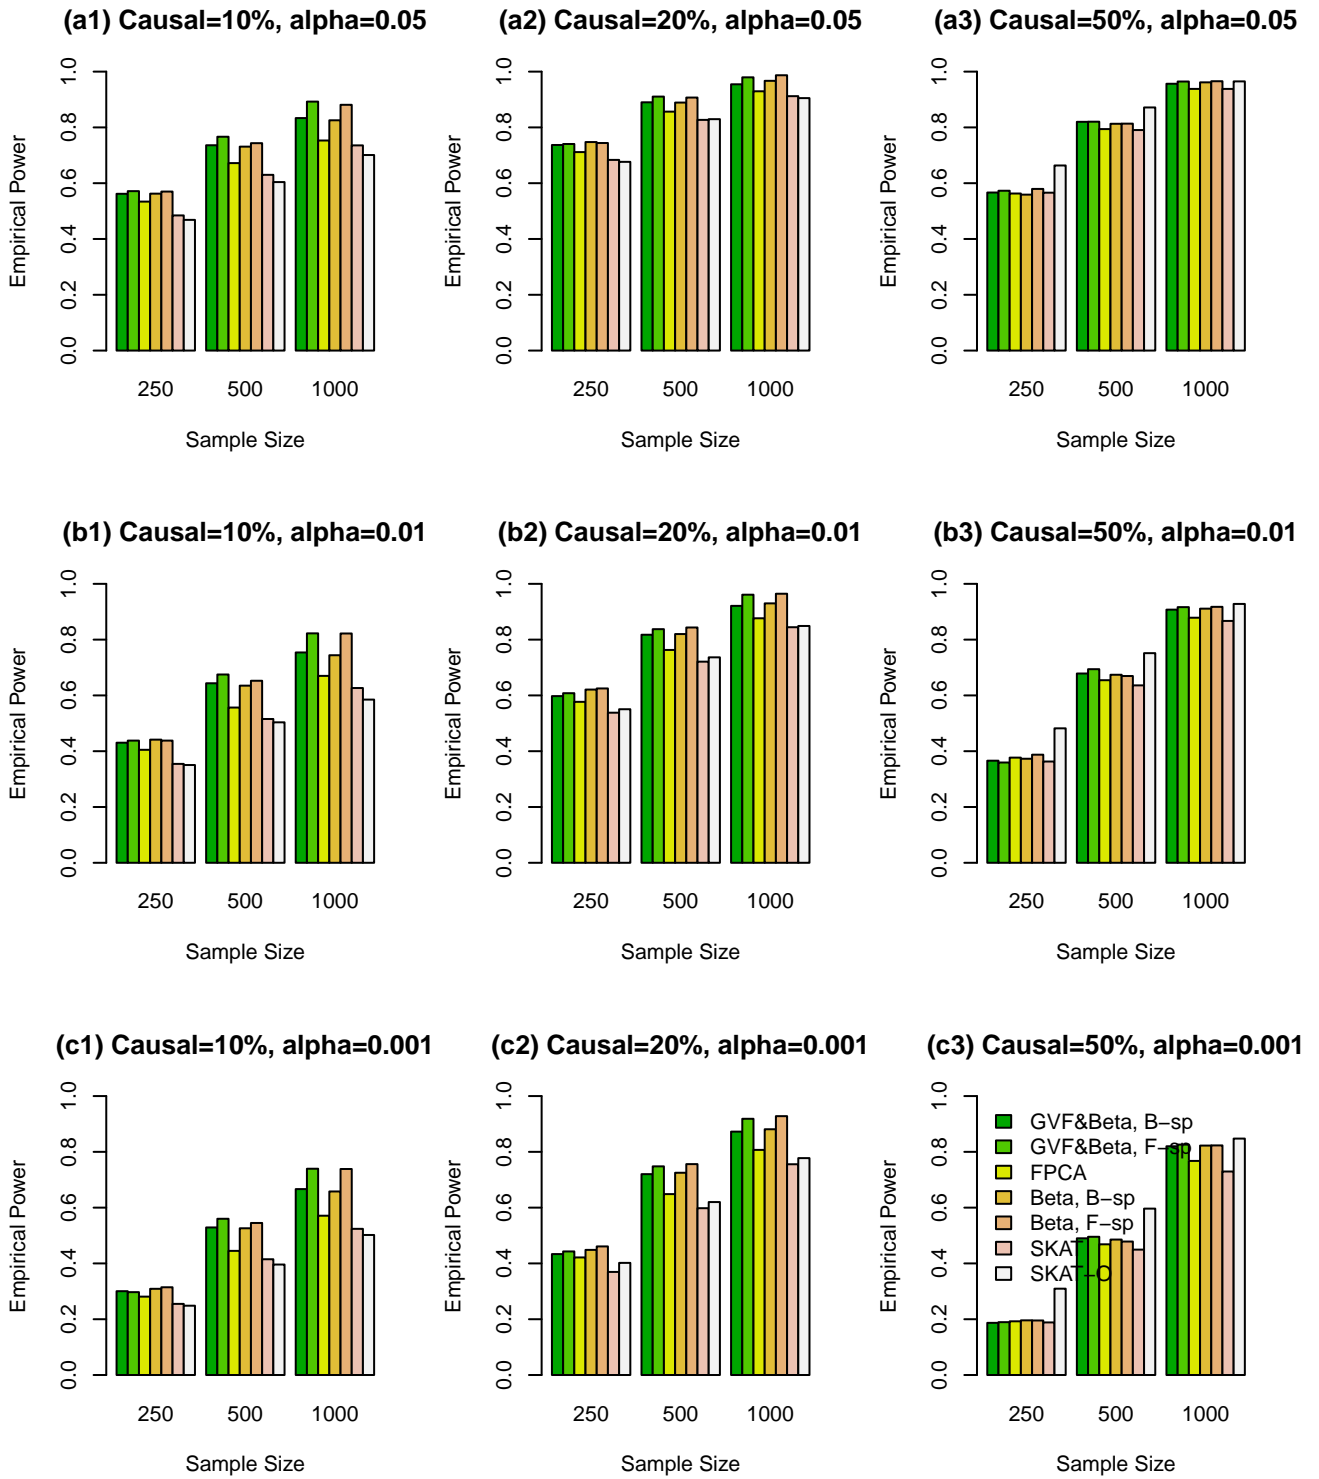 (a1) Causal=10%, alpha=0.05
Empirical Power
0.0 0.2 0.4 0.6 0.8 1.0
250 500 1000
Sample Size
(a2) Causal=20%, alpha=0.05
Empirical Power
0.0 0.2 0.4 0.6 0.8 1.0
250 500 1000
Sample Size
(a3) Causal=50%, alpha=0.05
Empirical Power
0.0 0.2 0.4 0.6 0.8 1.0
250 500 1000
Sample Size
(b1) Causal=10%, alpha=0.01
Empirical Power
0.0 0.2 0.4 0.6 0.8 1.0
250 500 1000
Sample Size
(b2) Causal=20%, alpha=0.01
Empirical Power
0.0 0.2 0.4 0.6 0.8 1.0
250 500 1000
Sample Size
(b3) Causal=50%, alpha=0.01
Empirical Power
0.0 0.2 0.4 0.6 0.8 1.0
250 500 1000
Sample Size
(c1) Causal=10%, alpha=0.001
Empirical Power
0.0 0.2 0.4 0.6 0.8 1.0
250 500 1000
Sample Size
(c2) Causal=20%, alpha=0.001
Empirical Power
0.0 0.2 0.4 0.6 0.8 1.0
250 500 1000
Sample Size
(c3) Causal=50%, alpha=0.001
Empirical Power
0.0 0.2 0.4 0.6 0.8 1.0
GVF&Beta, B−sp
GVF&Beta, F−sp
FPCA
Beta, B−sp
Beta, F−sp
SKAT
SKAT−O
250 500 1000
Sample Size